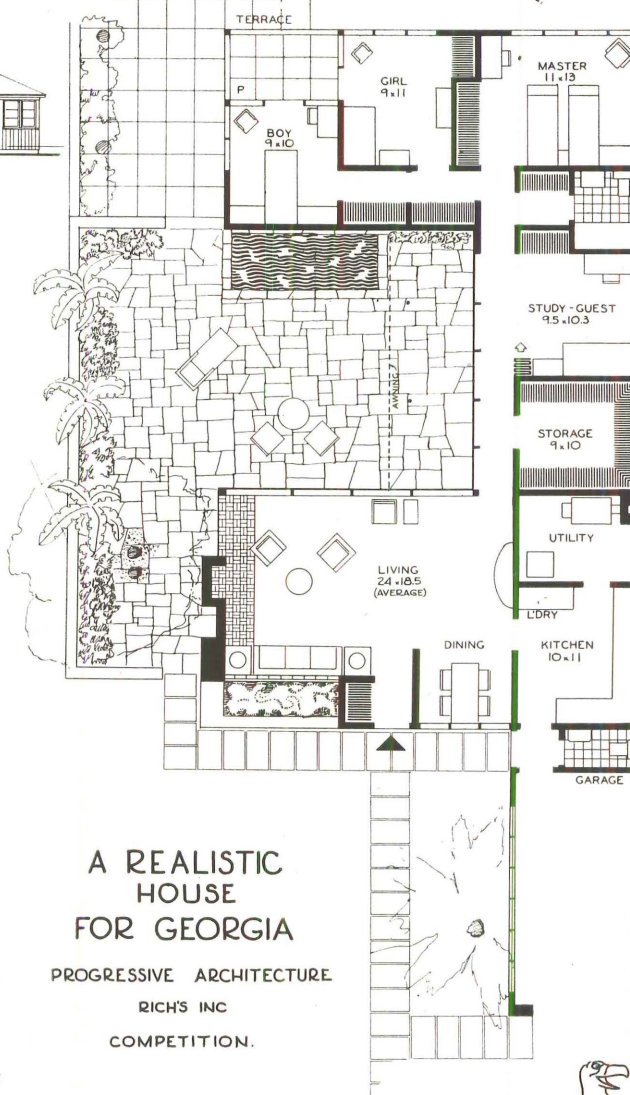 TERRACE
GIRL
9x11
MASTER
11x13
P
BOY
9x10
STUDY-GUEST
9.5x10.3
AWNING
STORAGE
9x10
UTILITY
LIVING
24x18.5
(AVERAGE)
L'DRY
DINING
KITCHEN
10x11
GARAGE
A REALISTIC
HOUSE
FOR GEORGIA
PROGRESSIVE ARCHITECTURE
RICH'S INC
COMPETITION.